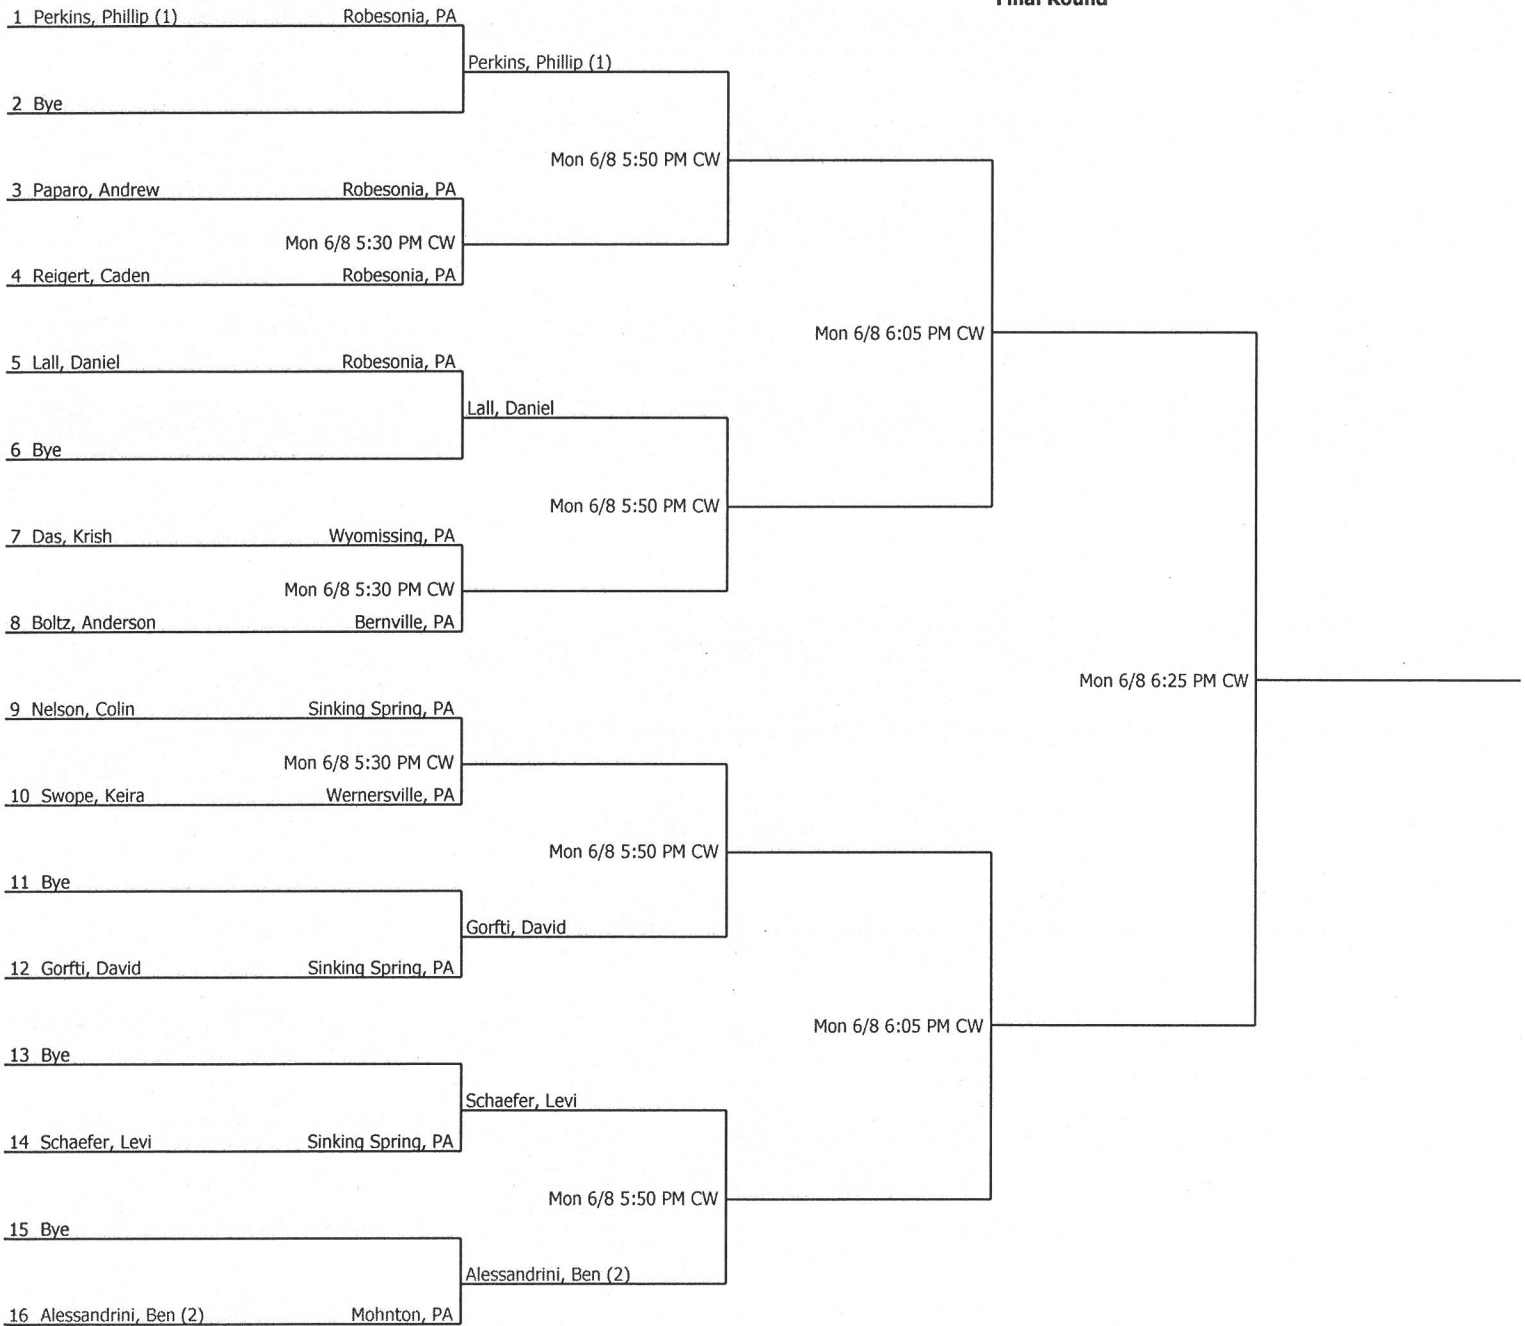 Final Round
1 Perkins, Phillip (1) Robesonia, PA
Perkins, Phillip (1)
2 Bye
Mon 6/8 5:50 PM CW
3 Paparo, Andrew Robesonia, PA
Mon 6/8 5:30 PM CW
4 Reigert, Caden Robesonia, PA
Mon 6/8 6:05 PM CW
5 Lall, Daniel Robesonia, PA
Lall, Daniel
6 Bye
Mon 6/8 5:50 PM CW
7 Das, Krish Wyomissing, PA
Mon 6/8 5:30 PM CW
8 Boltz, Anderson Bernville, PA
Mon 6/8 6:25 PM CW
9 Nelson, Colin Sinking Spring, PA
Mon 6/8 5:30 PM CW
10 Swope, Keira Wernersville, PA
Mon 6/8 5:50 PM CW
11 Bye
Gorfti, David
12 Gorfti, David Sinking Spring, PA
Mon 6/8 6:05 PM CW
13 Bye
Schaefer, Levi
14 Schaefer, Levi Sinking Spring, PA
Mon 6/8 5:50 PM CW
15 Bye
Alessandrini, Ben (2)
16 Alessandrini, Ben (2) Mohnton, PA